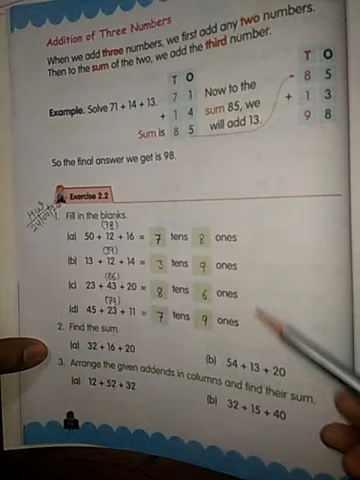 Addition of Three Numbers
When we add three numbers, we first add any two numbers.
Then to the sum of the two, we add the third number.
Example. Solve 71 + 14 + 13.
T O
7 1
+ 1 4
Sum is 8 5
Now to the
sum 85, we
will add 13.
T O
8 5
+ 1 3
9 8
So the final answer we get is 98.
Exercise 2.2
H.W
1. Fill in the blanks.
(78)
(a) 50 + 12 + 16 = 7 tens 8 ones
(39)
(b) 13 + 12 + 14 = 3 tens 9 ones
(86)
(c) 23 + 43 + 20 = 8 tens 6 ones
(79)
(d) 45 + 23 + 11 = 7 tens 9 ones
2. Find the sum.
(a) 32 + 16 + 20 (b) 54 + 13 + 20
3. Arrange the given addends in columns and find their sum.
(a) 12 + 52 + 32 (b) 32 + 15 + 40